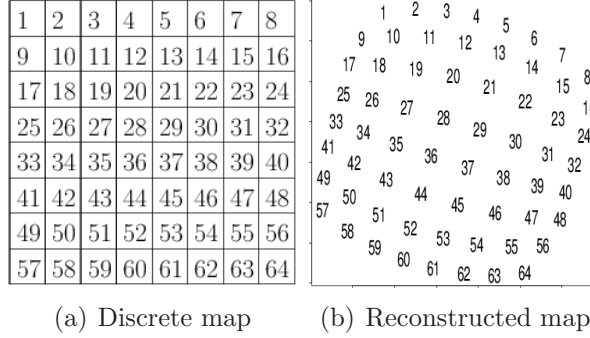 1 2 3 4 5 6 7 8
9 10 11 12 13 14 15 16
17 18 19 20 21 22 23 24
25 26 27 28 29 30 31 32
33 34 35 36 37 38 39 40
41 42 43 44 45 46 47 48
49 50 51 52 53 54 55 56
57 58 59 60 61 62 63 64
(a) Discrete map
1 2 3 4 5 6 7 8
9 10 11 12 13 14 15
17 18 19 20 21 22 23 24
25 26 27 28 29 30 31 32
33 34 35 36 37 38 39 40
41 42 43 44 45 46 47 48
49 50 51 52 53 54 55 56
57 58 59 60 61 62 63 64
(b) Reconstructed map